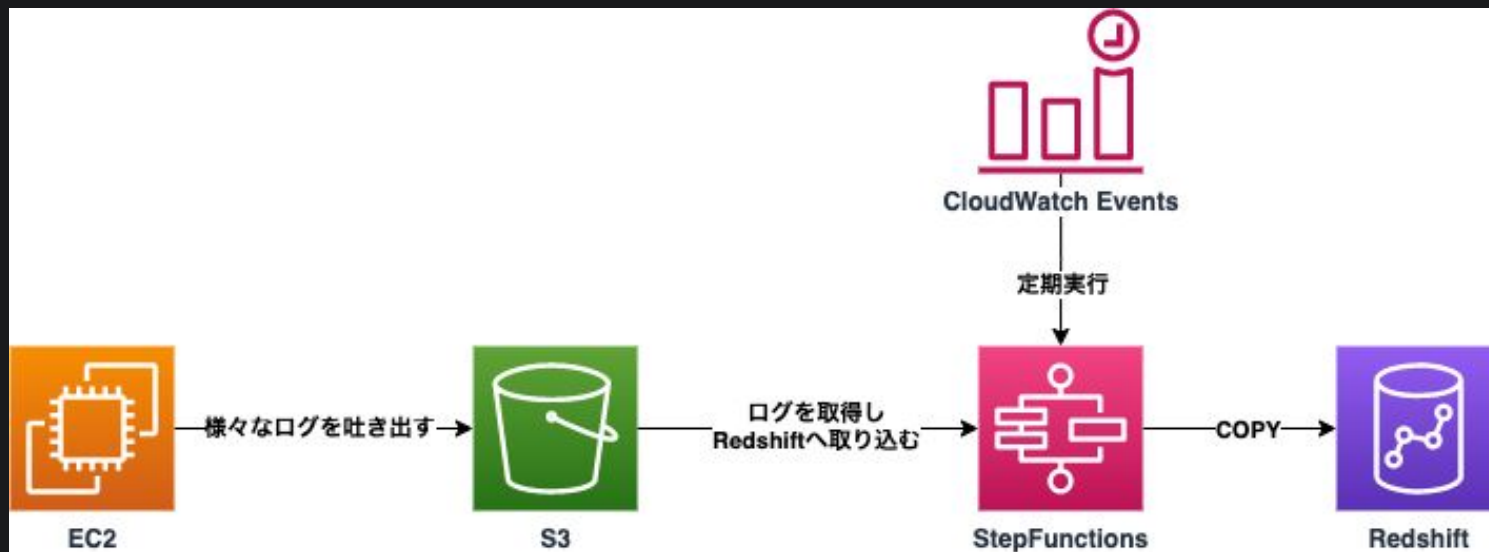 CloudWatch Events
定期実行
様々なログを吐き出す
ログを取得し
Redshiftへ取り込む
COPY
EC2
S3
StepFunctions
Redshift